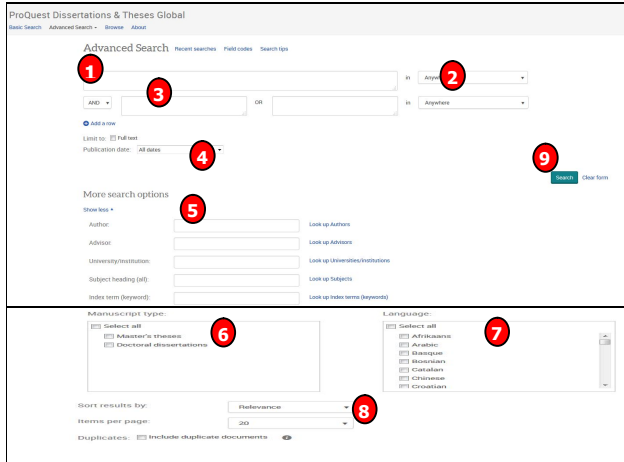 ProQuest Dissertations & Theses Global
Basic Search Advanced Search Browse About
Advanced Search Recent searches Field codes Search tips
1
in 2
3
AND OR in Anywhere
Add a row
Limit to: Full text
Publication date: All dates 4
9
Search Clear form
More search options
Show less 5
Author: Look up Authors
Advisor: Look up Advisors
University/institution: Look up Universities/institutions
Subject heading (all): Look up Subjects
Index term (keyword): Look up Index terms (keywords)
Manuscript type: Language:
Select all 6 Select all 7
Master's theses Afrikaans
Doctoral dissertations Arabic
Basque
Bosnian
Catalan
Chinese
Croatian
Sort results by: Relevance 8
Items per page: 20
Duplicates: Include duplicate documents